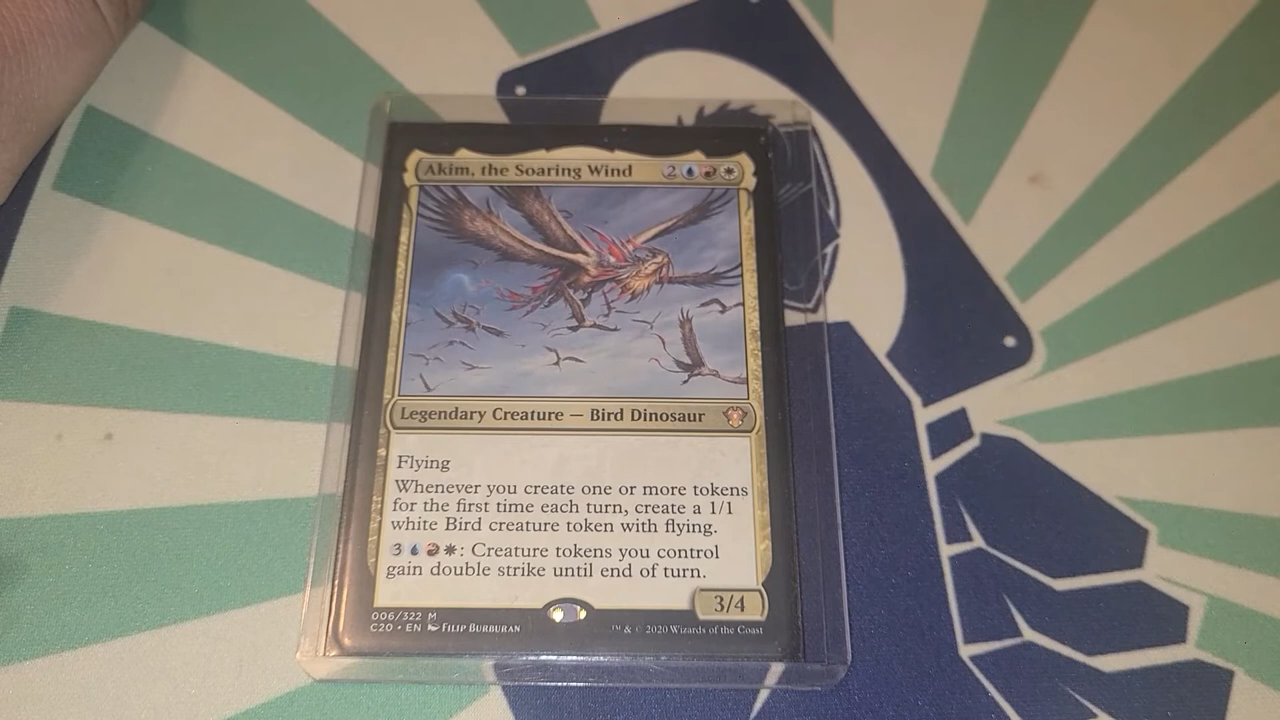 Akim, the Soaring Wind 2
Legendary Creature — Bird Dinosaur
Flying
Whenever you create one or more tokens
for the first time each turn, create a 1/1
white Bird creature token with flying.
3 : Creature tokens you control
gain double strike until end of turn.
3/4
006/322 M
C20 • EN FILIP BURBURAN
™ & © 2020 Wizards of the Coast